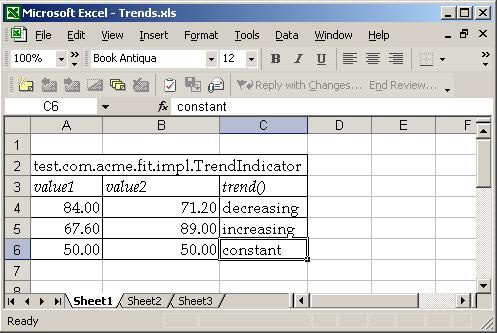 Microsoft Excel - Trends.xls
File Edit View Insert Format Tools Data Window Help
100% Book Antiqua 12 B I U
Reply with Changes... End Review...
C6 fx constant
A B C D E F
1
2 test.com.acme.fit.impl.TrendIndicator
3 value1 value2 trend()
4 84.00 71.20 decreasing
5 67.60 89.00 increasing
6 50.00 50.00 constant
7
8
Sheet1 Sheet2 Sheet3
Ready